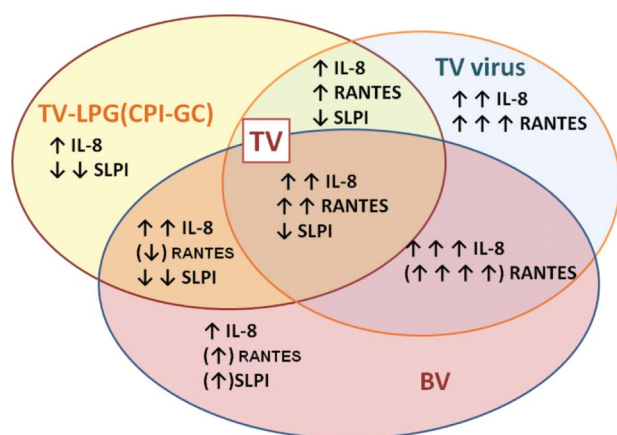 TV-LPG(CPI-GC)
↑ IL-8
↓ ↓ SLPI
↑ IL-8
↑ RANTES
↓ SLPI
TV virus
↑ ↑ IL-8
↑ ↑ ↑ RANTES
TV
↑ ↑ IL-8
↑ ↑ RANTES
↓ SLPI
↑ ↑ IL-8
(↓) RANTES
↓ ↓ SLPI
↑ ↑ ↑ IL-8
(↑ ↑ ↑ ↑) RANTES
↑ IL-8
(↑) RANTES
(↑)SLPI
BV